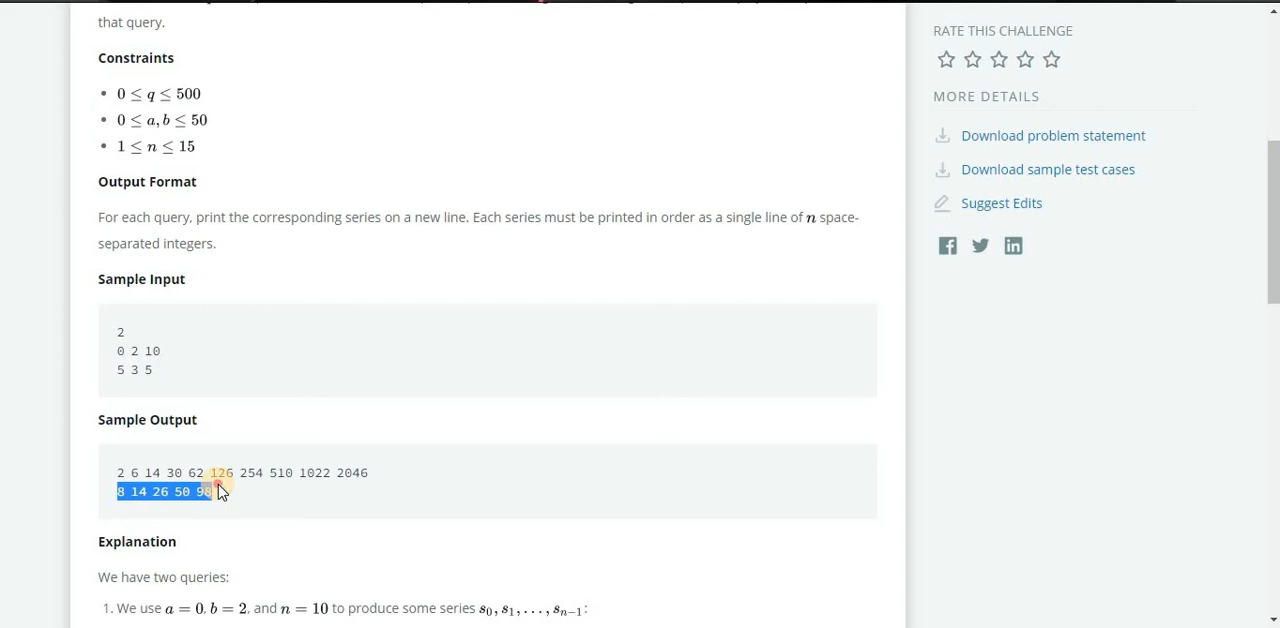 that query.
Constraints
0 ≤ q ≤ 500
0 ≤ a, b ≤ 50
1 ≤ n ≤ 15
Output Format
For each query, print the corresponding series on a new line. Each series must be printed in order as a single line of n space-
separated integers.
Sample Input
2
0 2 10
5 3 5
Sample Output
2 6 14 30 62 126 254 510 1022 2046
8 14 26 50 98
Explanation
We have two queries:
1. We use a = 0, b = 2, and n = 10 to produce some series s₀, s₁, . . . , sₙ₋₁:
RATE THIS CHALLENGE
MORE DETAILS
Download problem statement
Download sample test cases
Suggest Edits